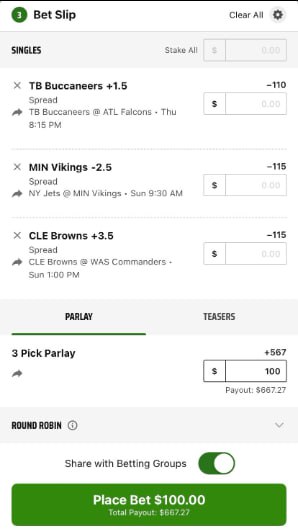 3 Bet Slip Clear All
SINGLES Stake All $ 0.00
TB Buccaneers +1.5 −110
Spread
TB Buccaneers @ ATL Falcons • Thu
8:15 PM
$ 0.00
MIN Vikings -2.5 −115
Spread
NY Jets @ MIN Vikings • Sun 9:30 AM
$ 0.00
CLE Browns +3.5 −115
Spread
CLE Browns @ WAS Commanders •
Sun 1:00 PM
$ 0.00
PARLAY TEASERS
3 Pick Parlay +567
$ 100
Payout: $667.27
ROUND ROBIN
Share with Betting Groups
Place Bet $100.00
Total Payout: $667.27